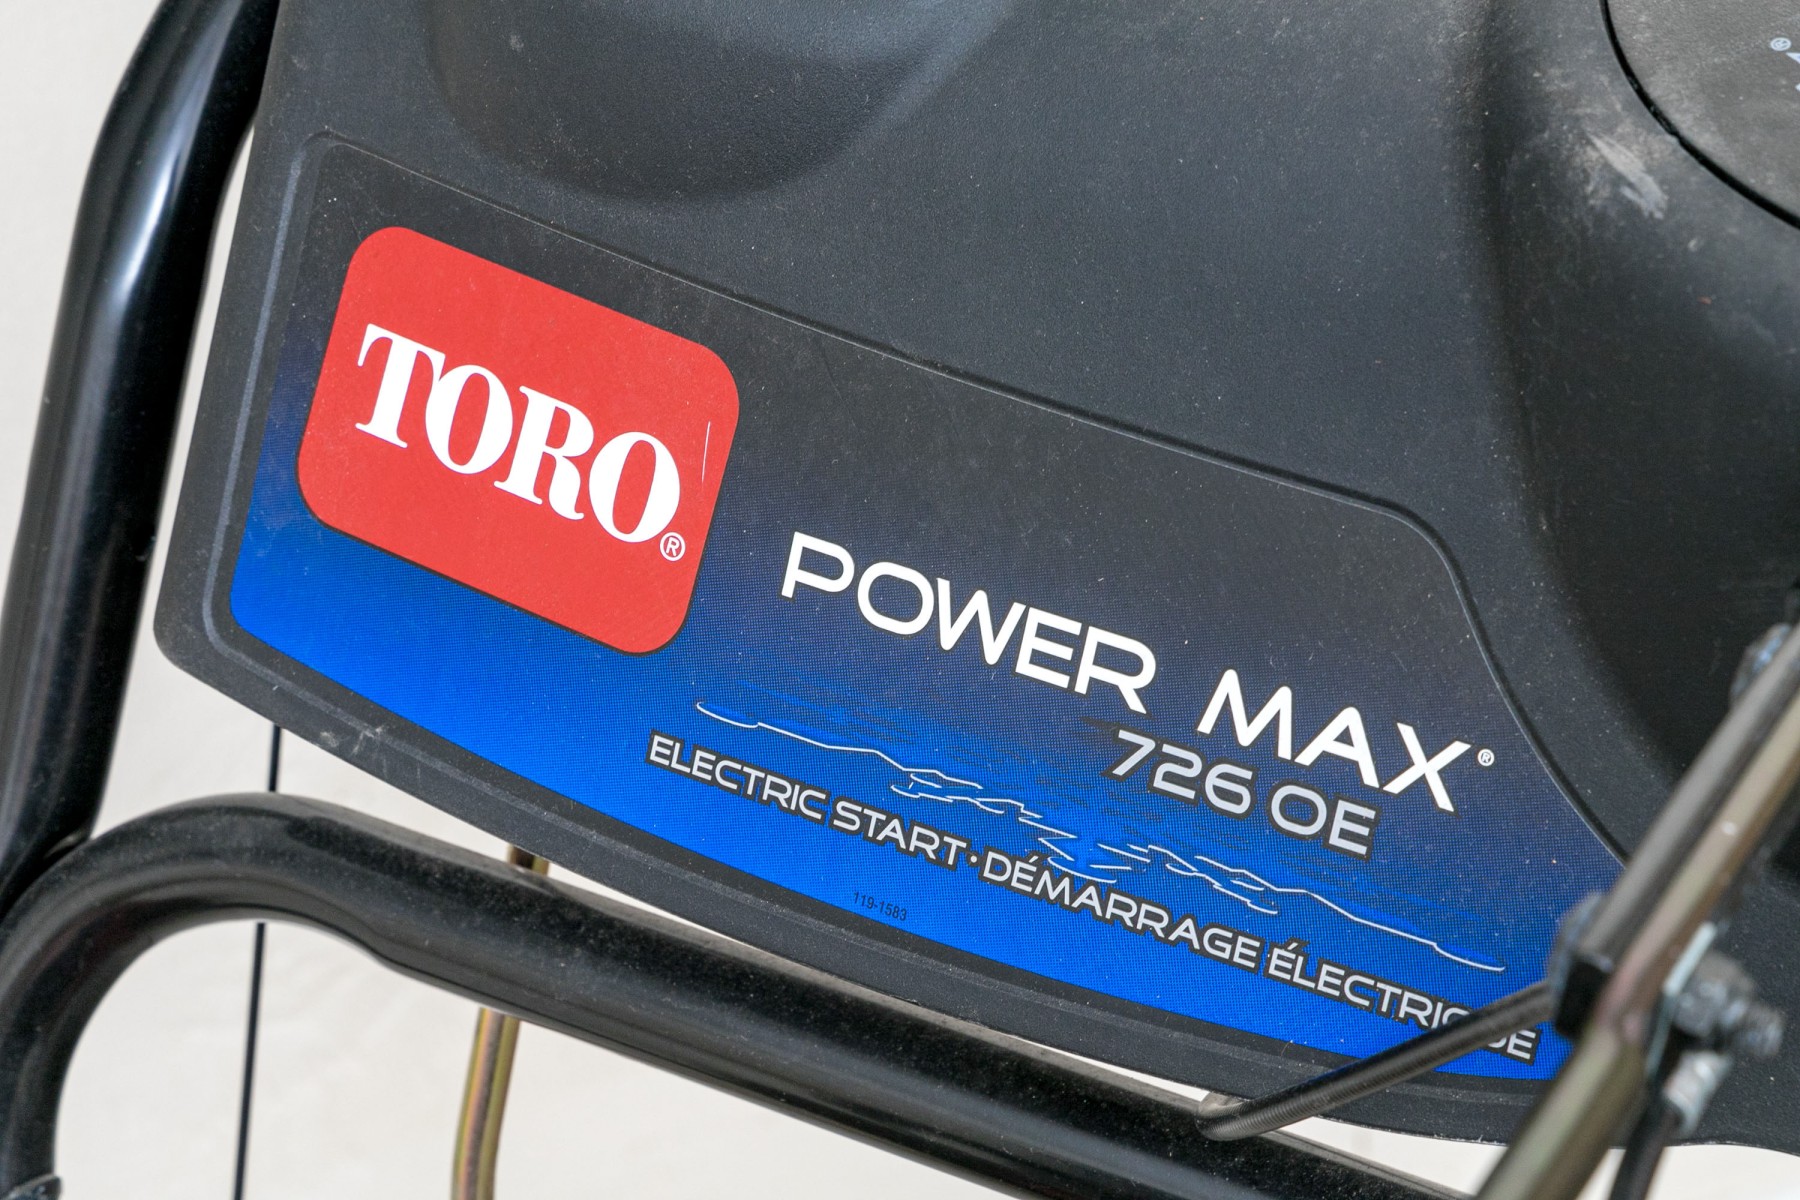 TORO®
POWER MAX®
726 OE
ELECTRIC START · DÉMARRAGE ÉLECTRIQUE
119-1583